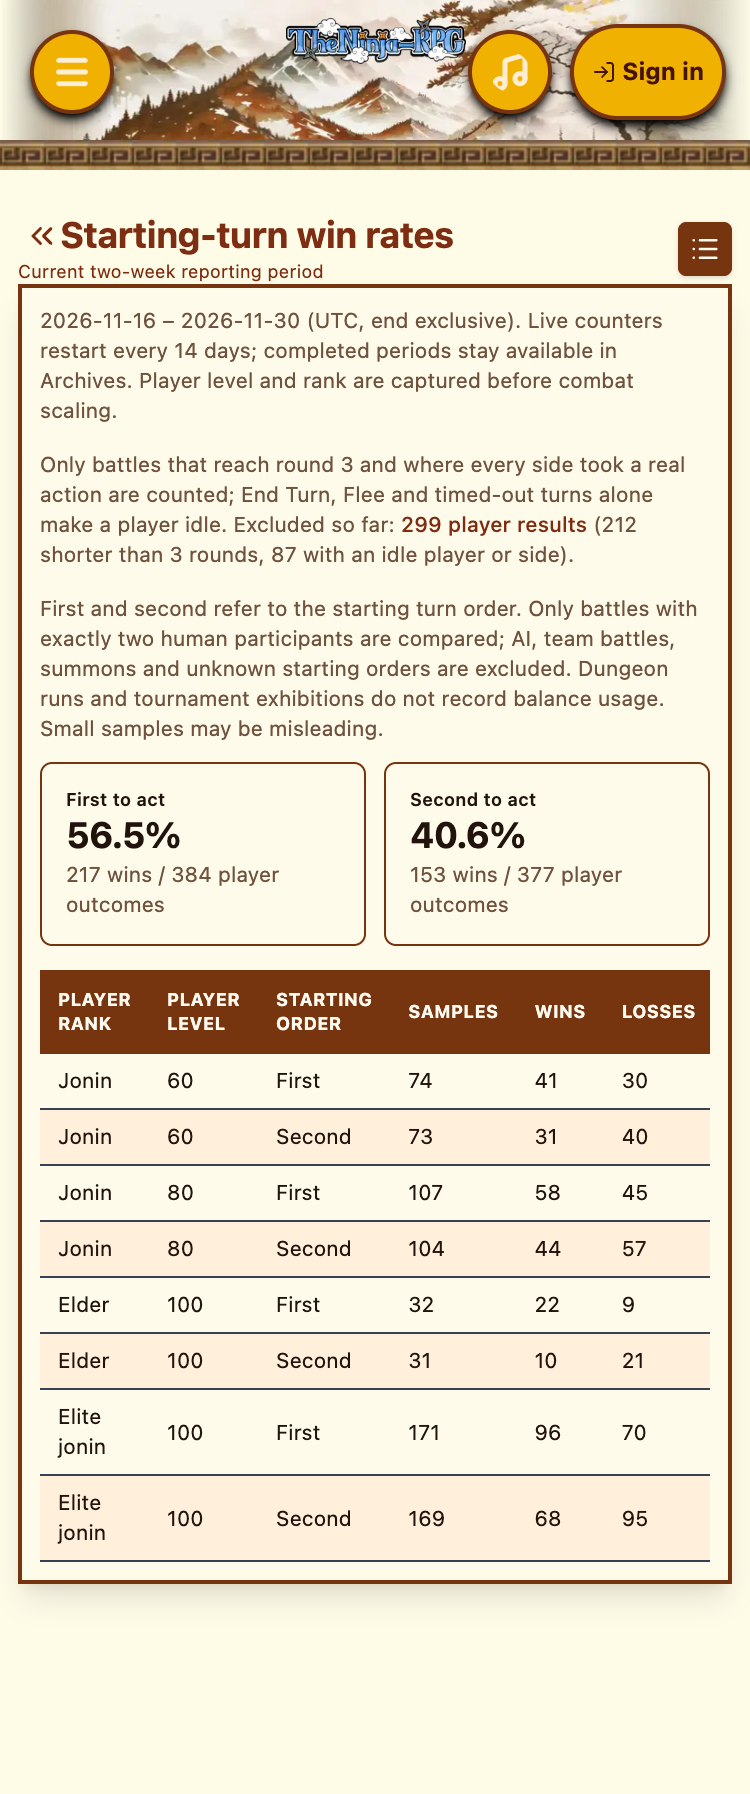 TheNinja-RPG
Sign in
Starting-turn win rates
Current two-week reporting period
2026-11-16 – 2026-11-30 (UTC, end exclusive). Live counters
restart every 14 days; completed periods stay available in
Archives. Player level and rank are captured before combat
scaling.
Only battles that reach round 3 and where every side took a real
action are counted; End Turn, Flee and timed-out turns alone
make a player idle. Excluded so far: 299 player results (212
shorter than 3 rounds, 87 with an idle player or side).
First and second refer to the starting turn order. Only battles with
exactly two human participants are compared; AI, team battles,
summons and unknown starting orders are excluded. Dungeon
runs and tournament exhibitions do not record balance usage.
Small samples may be misleading.
First to act
56.5%
217 wins / 384 player
outcomes
Second to act
40.6%
153 wins / 377 player
outcomes
PLAYER RANK PLAYER LEVEL STARTING ORDER SAMPLES WINS LOSSES
Jonin 60 First 74 41 30
Jonin 60 Second 73 31 40
Jonin 80 First 107 58 45
Jonin 80 Second 104 44 57
Elder 100 First 32 22 9
Elder 100 Second 31 10 21
Elite jonin 100 First 171 96 70
Elite jonin 100 Second 169 68 95